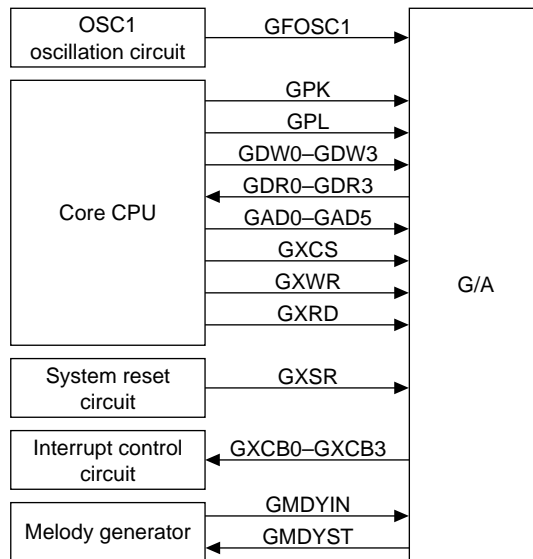 OSC1
oscillation circuit
GFOSC1
Core CPU
GPK
GPL
GDW0–GDW3
GDR0–GDR3
GAD0–GAD5
GXCS
GXWR
GXRD
G/A
System reset
circuit
GXSR
Interrupt control
circuit
GXCB0–GXCB3
Melody generator
GMDYIN
GMDYST